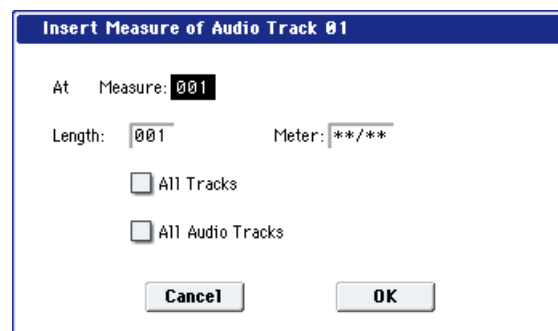 Insert Measure of Audio Track 01
At Measure: 001
Length: 001 Meter: **/**
All Tracks
All Audio Tracks
Cancel OK